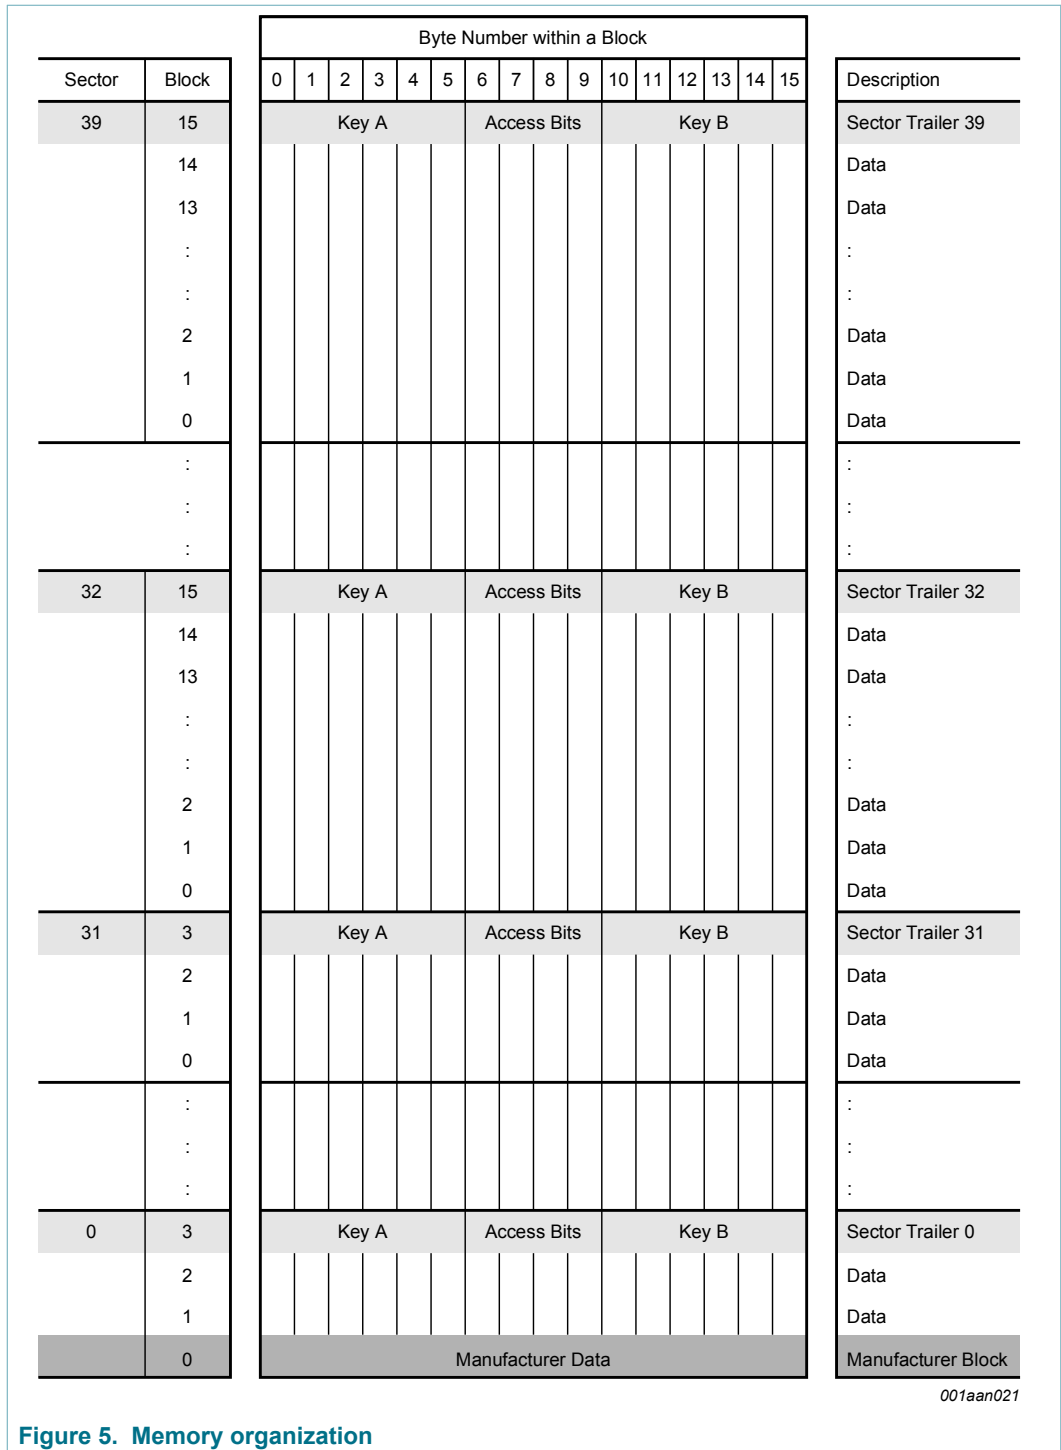 Byte Number within a Block
Sector Block 0 1 2 3 4 5 6 7 8 9 10 11 12 13 14 15 Description
39 15 Key A Access Bits Key B Sector Trailer 39
14 Data
13 Data
: :
: :
2 Data
1 Data
0 Data
: :
: :
: :
32 15 Key A Access Bits Key B Sector Trailer 32
14 Data
13 Data
: :
: :
2 Data
1 Data
0 Data
31 3 Key A Access Bits Key B Sector Trailer 31
2 Data
1 Data
0 Data
: :
: :
: :
0 3 Key A Access Bits Key B Sector Trailer 0
2 Data
1 Data
0 Manufacturer Data Manufacturer Block
001aan021
Figure 5. Memory organization